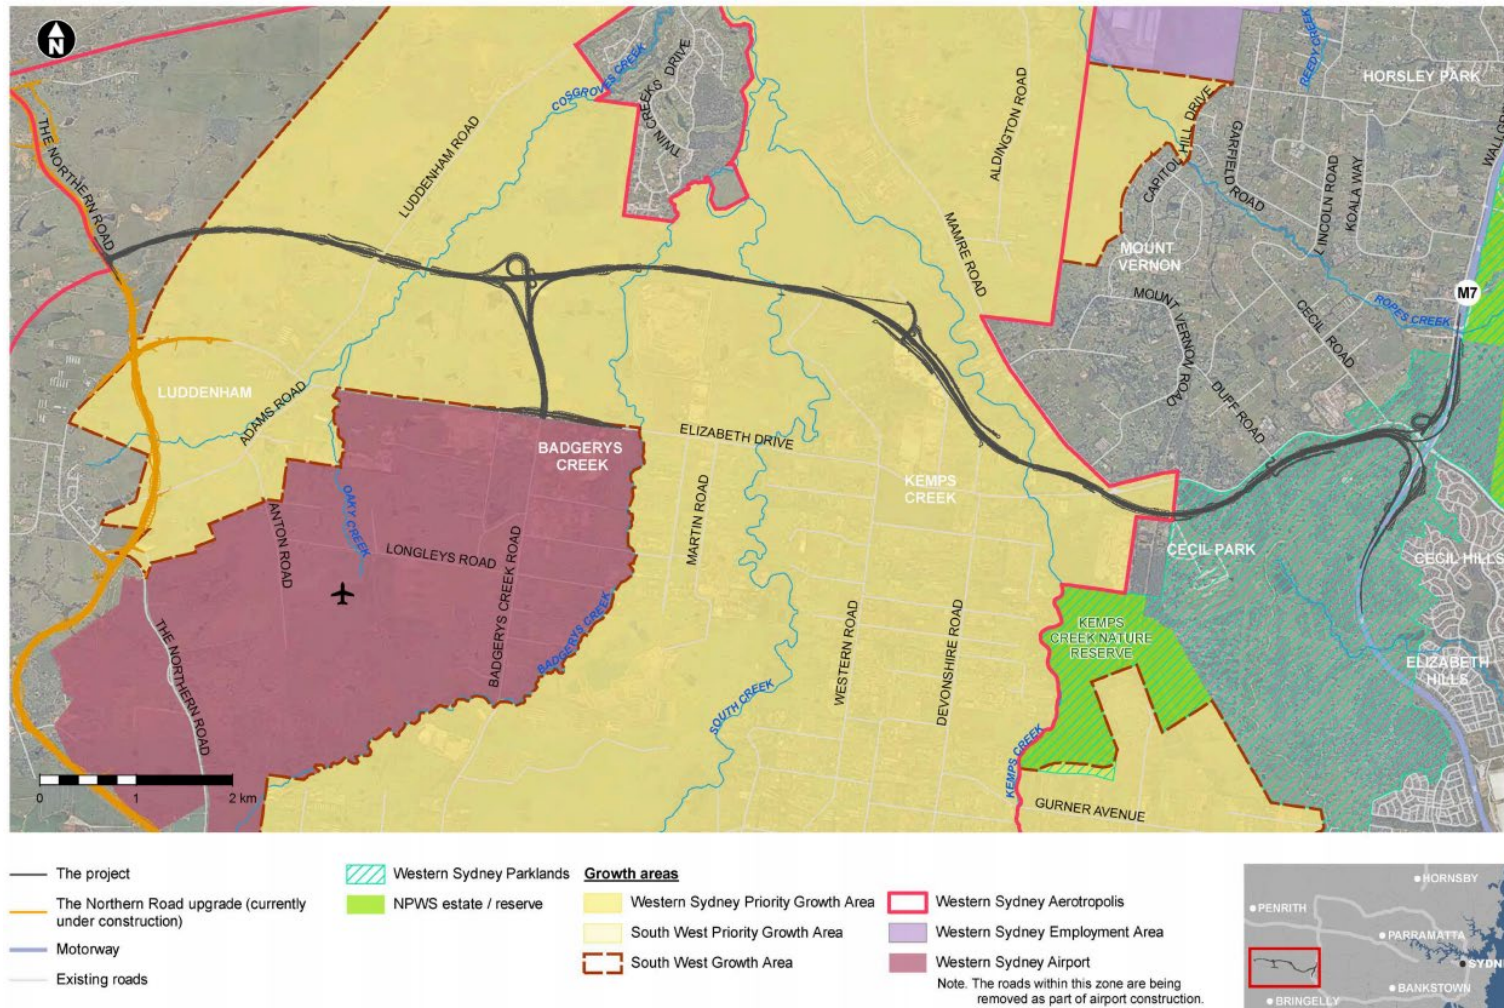 N
COSGROVES CREEK
TWIN CREEKS DRIVE
REEDY CREEK
HORSLEY PARK
THE NORTHERN ROAD
LUDDENHAM ROAD
ALDINGTON ROAD
CAPITOL HILL DRIVE
GARFIELD ROAD
LINCOLN ROAD
KOALA WAY
MAMRE ROAD
MOUNT
VERNON
M7
MOUNT VERNON ROAD
CECIL ROAD
ROPES CREEK
LUDDENHAM
ADAMS ROAD
DUFF ROAD
ELIZABETH DRIVE
BADGERYS
CREEK
KEMPS
CREEK
OAKY CREEK
ANTON ROAD
LONGLEYS ROAD
BADGERYS CREEK ROAD
MARTIN ROAD
CECIL PARK
CECIL HILLS
BADGERYS CREEK
THE NORTHERN ROAD
WESTERN ROAD
DEVONSHIRE ROAD
KEMPS
CREEK NATURE
RESERVE
ELIZABETH
HILLS
SOUTH CREEK
KEMPS CREEK
GURNER AVENUE
0 1 2 km
The project
The Northern Road upgrade (currently
under construction)
Motorway
Existing roads
Western Sydney Parklands
NPWS estate / reserve
Growth areas
Western Sydney Priority Growth Area
South West Priority Growth Area
South West Growth Area
Western Sydney Aerotropolis
Western Sydney Employment Area
Western Sydney Airport
Note. The roads within this zone are being
removed as part of airport construction.
HORNSBY
PENRITH
PARRAMATTA
SYDNE
BANKSTOWN
BRINGELLY